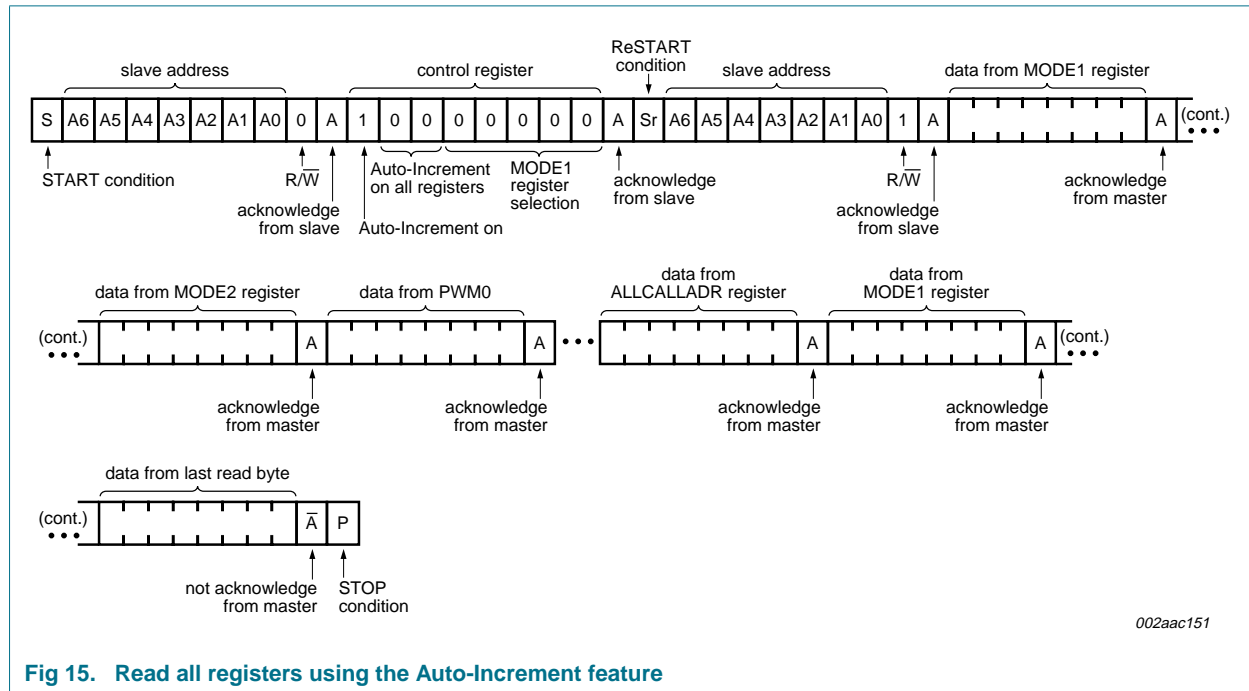 ReSTART
condition
slave address
control register
slave address
data from MODE1 register
S A6 A5 A4 A3 A2 A1 A0 0 A 1 0 0 0 0 0 0 0 A Sr A6 A5 A4 A3 A2 A1 A0 1 A A (cont.)
START condition
R/W̅
acknowledge
from slave
Auto-Increment on
Auto-Increment
on all registers
MODE1
register
selection
acknowledge
from slave
R/W̅
acknowledge
from slave
acknowledge
from master
data from MODE2 register
data from PWM0
data from
ALLCALLADR register
data from
MODE1 register
(cont.) A A A A (cont.)
acknowledge
from master
acknowledge
from master
acknowledge
from master
acknowledge
from master
data from last read byte
(cont.) A̅ P
not acknowledge
from master
STOP
condition
002aac151
Fig 15. Read all registers using the Auto-Increment feature